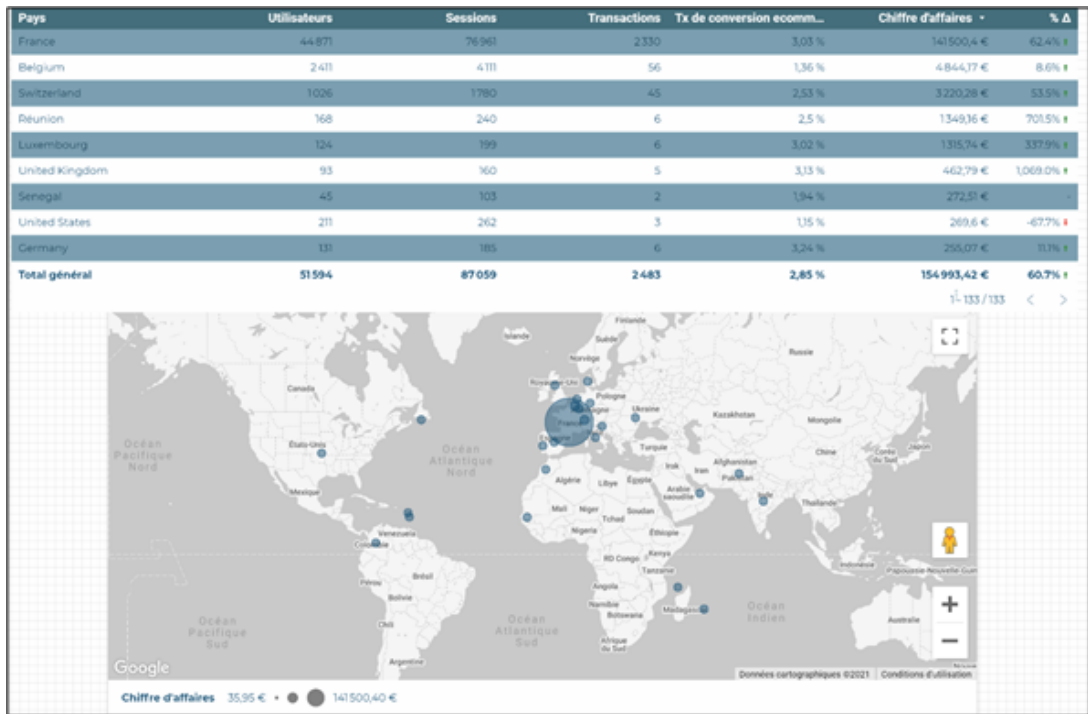 Pays Utilisateurs Sessions Transactions Tx de conversion ecomm... Chiffre d'affaires % Δ
France 44 871 76 961 2 330 3,03 % 141 500,4 € 62.4%
Belgium 2 411 4 111 56 1,36 % 4 844,17 € 8.6%
Switzerland 1 026 1 780 45 2,53 % 3 220,28 € 53.5%
Réunion 168 240 6 2,5 % 1 349,16 € 701.5%
Luxembourg 124 199 6 3,02 % 1 315,74 € 337.9%
United Kingdom 93 160 5 3,13 % 462,79 € 1,069.0%
Senegal 45 103 2 1,94 % 272,51 € -
United States 211 262 3 1,15 % 269,6 € -67.7%
Germany 131 185 6 3,24 % 255,07 € 11.1%
Total général 51 594 87 059 2 483 2,85 % 154 993,42 € 60.7%
1 - 133 / 133 < >
Finlande
Islande
Suède
Russie
Norvège
Canada
Pologne
Ukraine
Kazakhstan
Mongolie
France
Océan Pacifique Nord
États-Unis
Océan Atlantique Nord
Turquie
Chine
Japon
Afghanistan
Irak
Iran
Algérie
Libye
Égypte
Arabie saoudite
Pakistan
Inde
Mexique
Mali
Niger
Soudan
Tchad
Thaïlande
Venezuela
Nigeria
Éthiopie
Colombie
RD Congo
Kenya
Tanzanie
Indonésie
Papouasie-Nouvelle-Guin
Pérou
Brésil
Angola
Bolivie
Namibie
Botswana
Madagascar
Océan Indien
Océan Pacifique Sud
Chili
Océan Atlantique Sud
Australie
Afrique du Sud
Argentine
Google
Données cartographiques ©2021 Conditions d'utilisation
Chiffre d'affaires 35,95 € 141 500,40 €